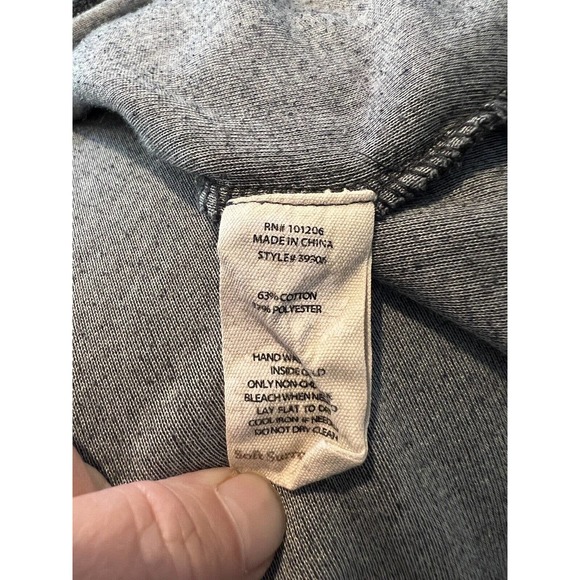 RN# 101206
MADE IN CHINA
STYLE#
63% COTTON
POLYESTER
HAND
INSIDE
ONLY NON-
BLEACH WHEN
LAY FLAT TO
COOL IRON
DO NOT DRY CLEAN
Soft